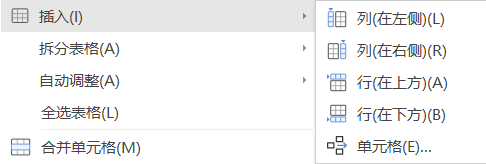 插入(I)
拆分表格(A)
自动调整(A)
全选表格(L)
合并单元格(M)
列(在左侧)(L)
列(在右侧)(R)
行(在上方)(A)
行(在下方)(B)
单元格(E)...